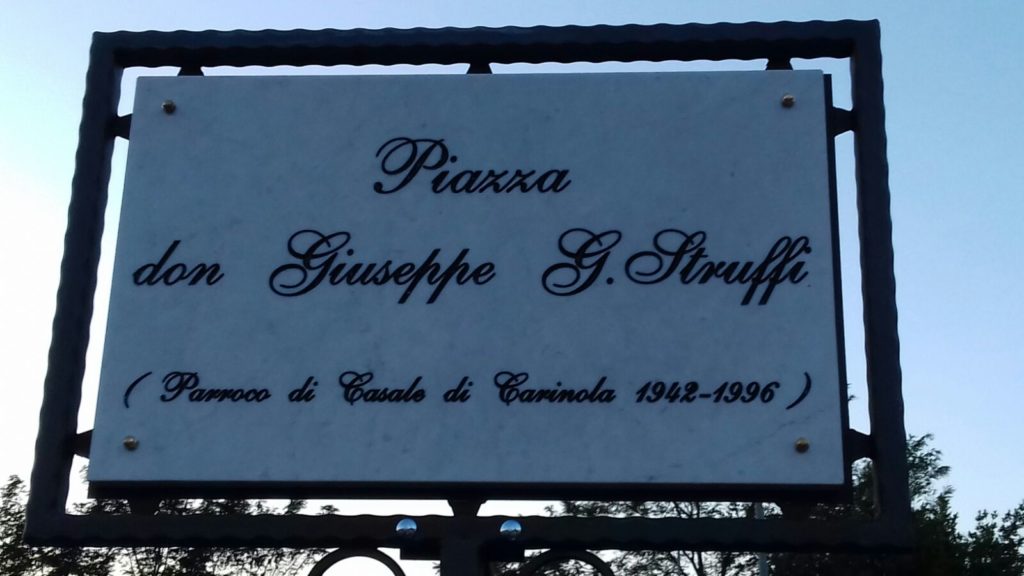 Piazza
don Giuseppe G. Struffi
( Parroco di Casale di Carinola 1942-1996 )